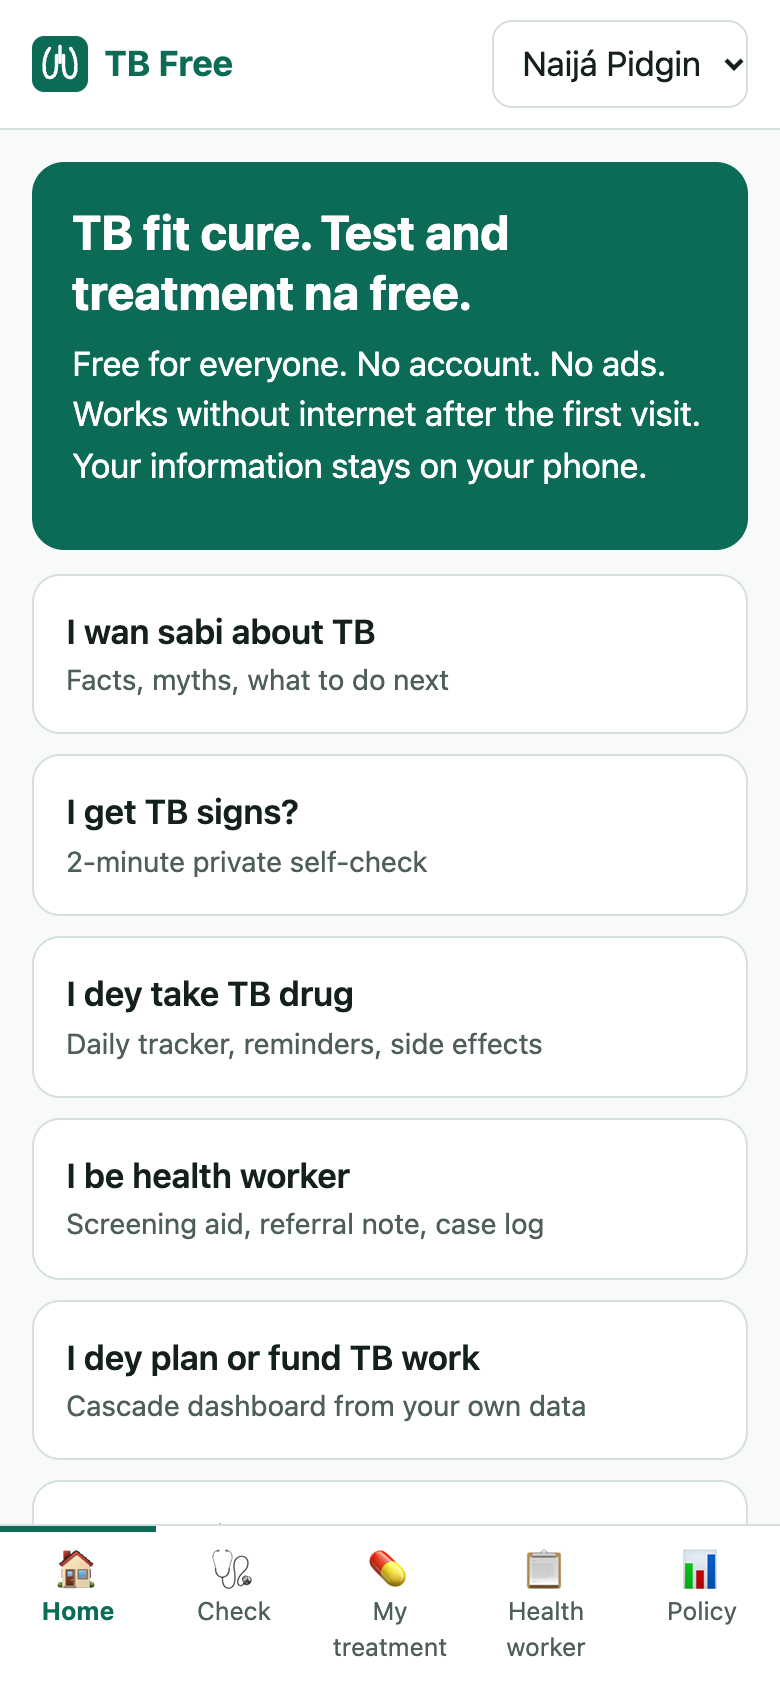 TB Free
Naijá Pidgin
TB fit cure. Test and
treatment na free.
Free for everyone. No account. No ads.
Works without internet after the first visit.
Your information stays on your phone.
I wan sabi about TB
Facts, myths, what to do next
I get TB signs?
2-minute private self-check
I dey take TB drug
Daily tracker, reminders, side effects
I be health worker
Screening aid, referral note, case log
I dey plan or fund TB work
Cascade dashboard from your own data
Home
Check
My
treatment
Health
worker
Policy